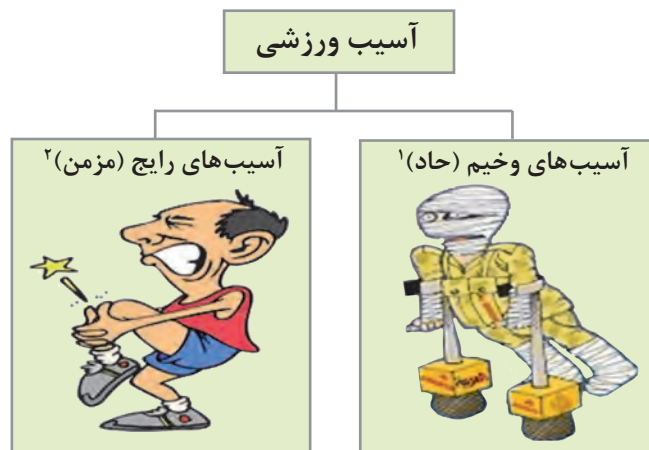 آسیب ورزشی
آسیب‌های وخیم (حاد)۱
آسیب‌های رایج (مزمن)۲